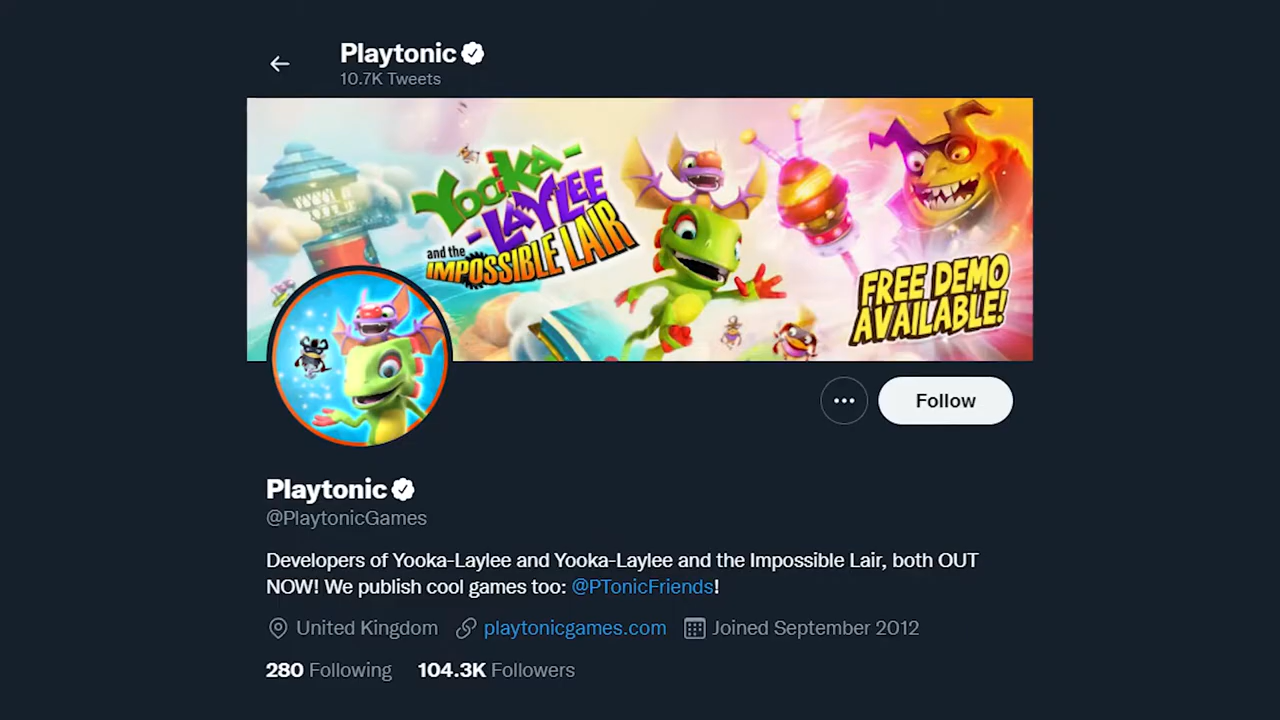 Playtonic
10.7K Tweets
YOOKA-
-LAYLEE
and the
IMPOSSIBLE LAIR
FREE DEMO
AVAILABLE!
Follow
Playtonic
@PlaytonicGames
Developers of Yooka-Laylee and Yooka-Laylee and the Impossible Lair, both OUT
NOW! We publish cool games too: @PTonicFriends!
United Kingdom playtonicgames.com Joined September 2012
280 Following 104.3K Followers